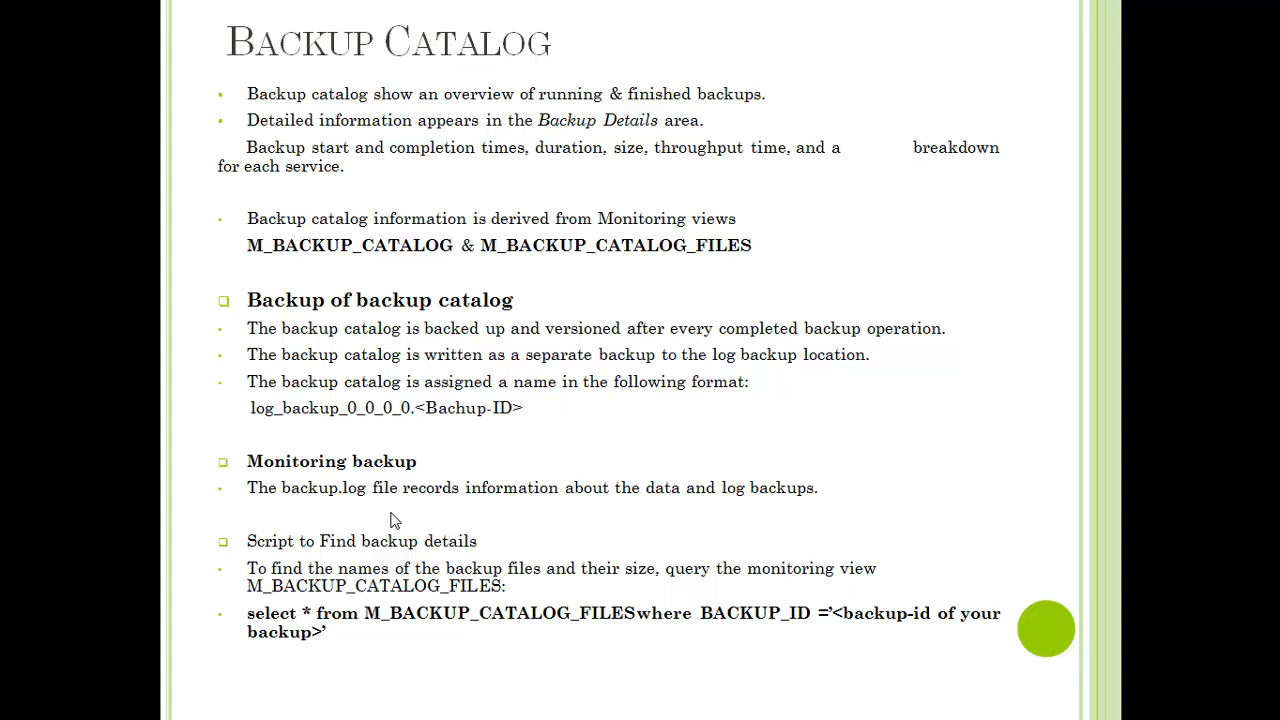 BACKUP CATALOG
Backup catalog show an overview of running & finished backups.
Detailed information appears in the Backup Details area.
Backup start and completion times, duration, size, throughput time, and a breakdown
for each service.
Backup catalog information is derived from Monitoring views
M_BACKUP_CATALOG & M_BACKUP_CATALOG_FILES
Backup of backup catalog
The backup catalog is backed up and versioned after every completed backup operation.
The backup catalog is written as a separate backup to the log backup location.
The backup catalog is assigned a name in the following format:
log_backup_0_0_0_0.<Bachup-ID>
Monitoring backup
The backup.log file records information about the data and log backups.
Script to Find backup details
To find the names of the backup files and their size, query the monitoring view
M_BACKUP_CATALOG_FILES:
select * from M_BACKUP_CATALOG_FILESwhere BACKUP_ID =’<backup-id of your
backup>’